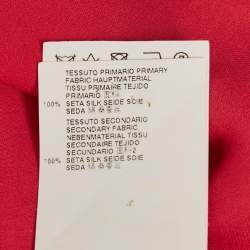 TESSUTO PRIMARIO PRIMARY
FABRIC HAUPTMATERIAL
TISSU PRIMAIRE TEJIDO
PRIMARIO
100% SETA SILK SEIDE SOIE
SEDA
TESSUTO SECONDARIO
SECONDARY FABRIC
NEBENMATERIAL TISSU
SECONDAIRE TEJIDO
SECUNDARIO 2
100% SETA SILK SEIDE SOIE
SEDA